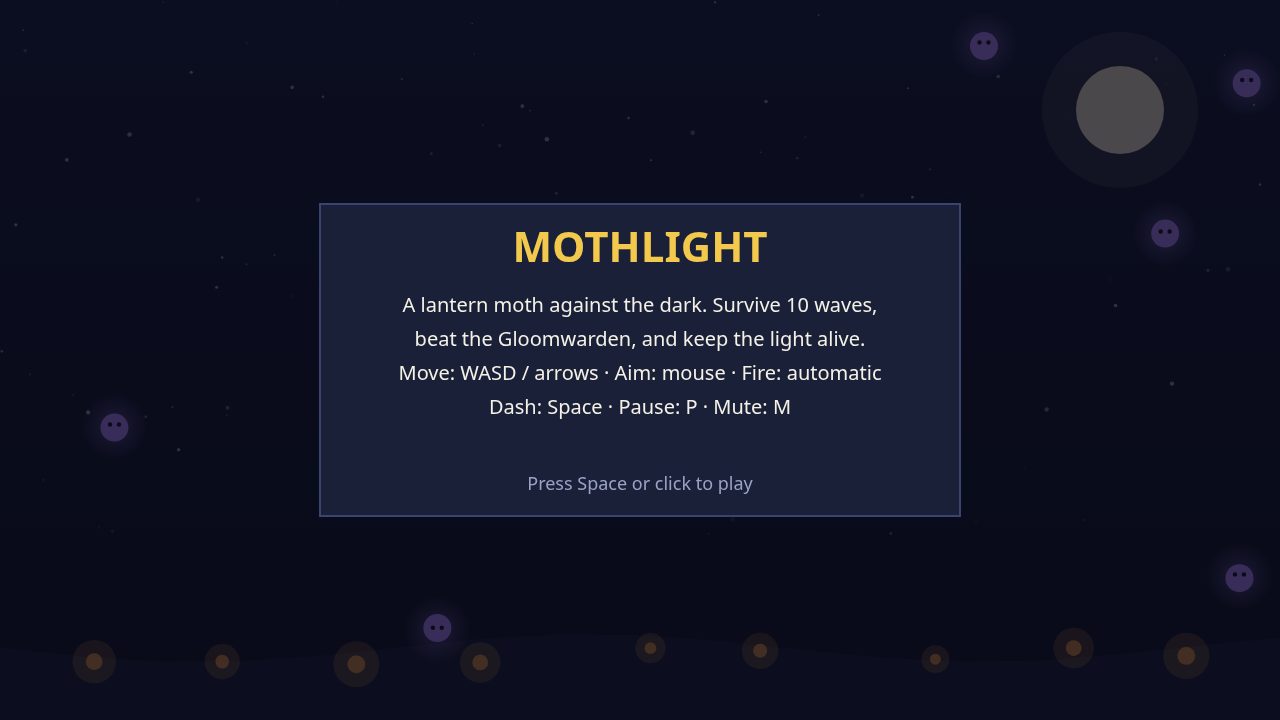 MOTHLIGHT
A lantern moth against the dark. Survive 10 waves,
beat the Gloomwarden, and keep the light alive.
Move: WASD / arrows · Aim: mouse · Fire: automatic
Dash: Space · Pause: P · Mute: M
Press Space or click to play